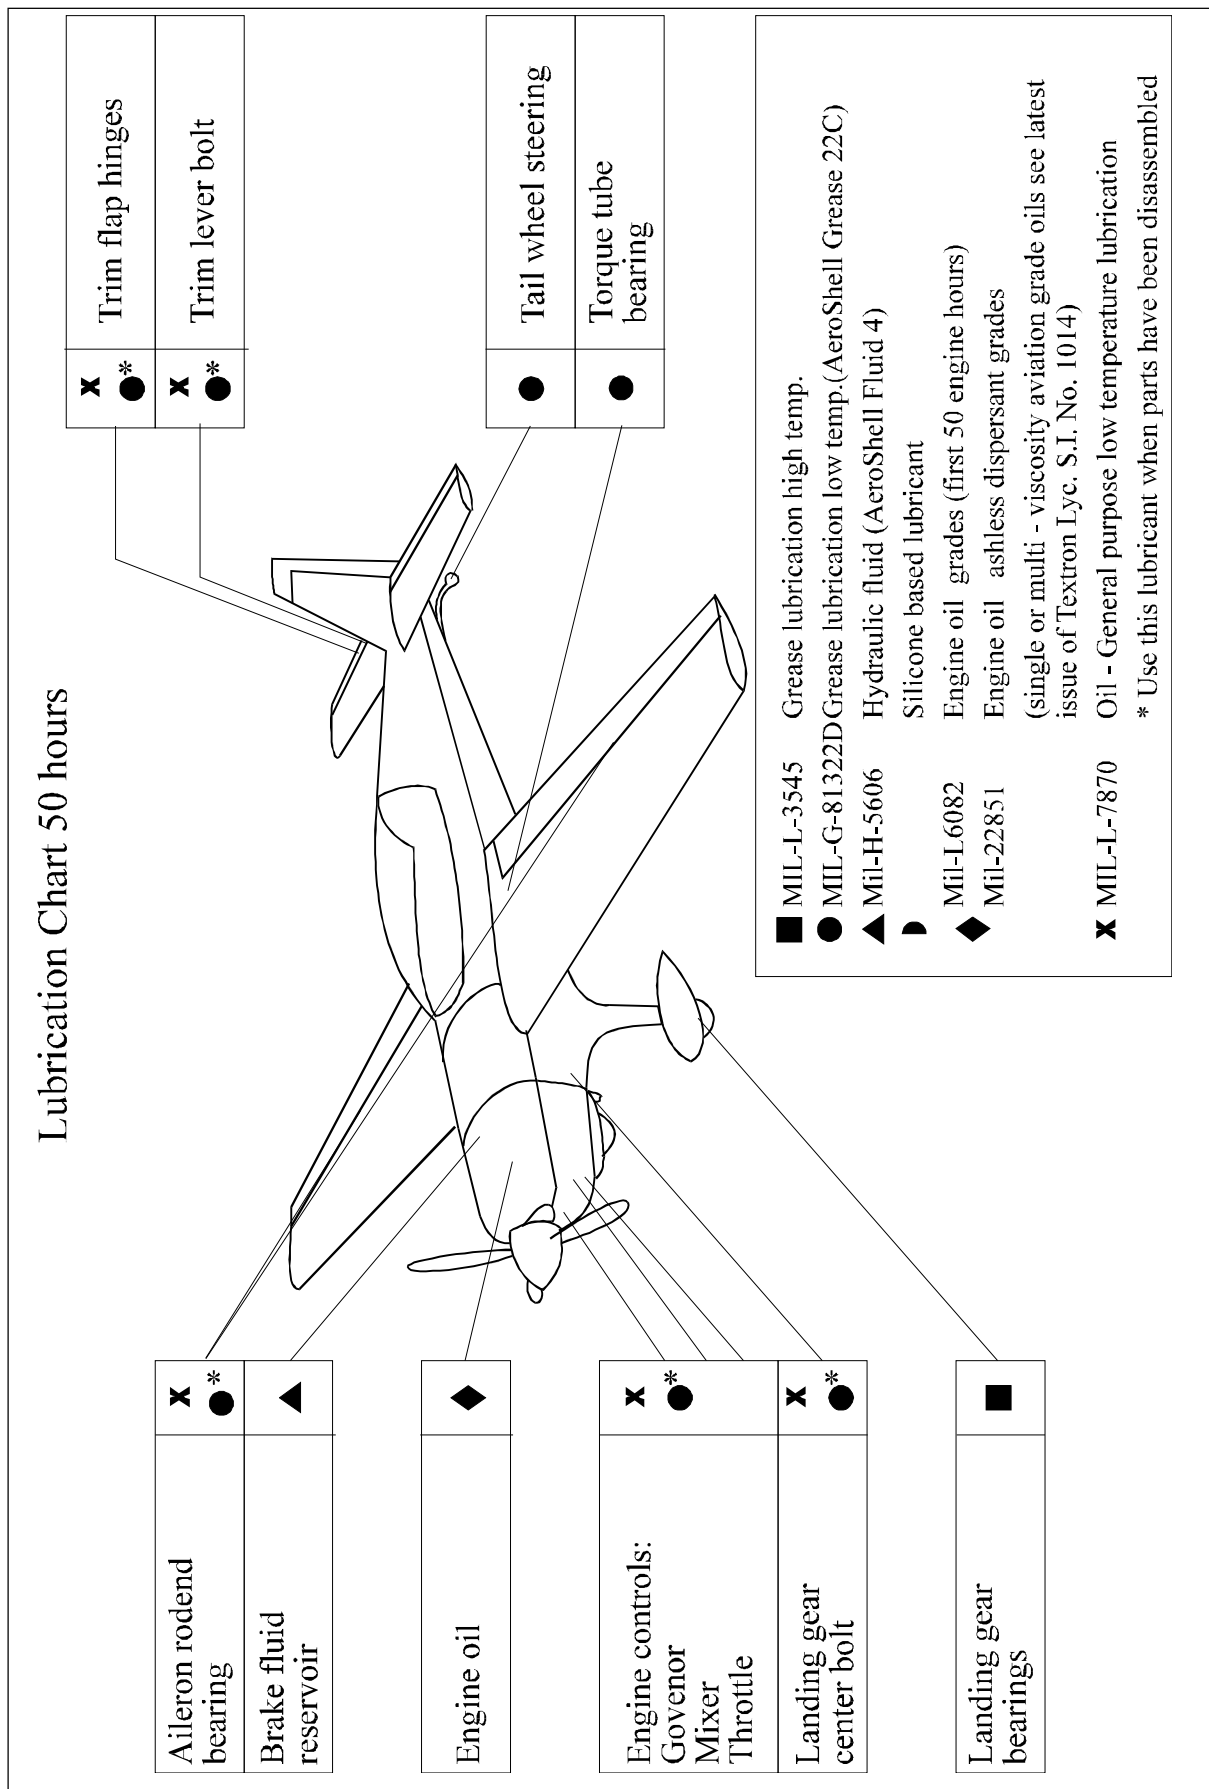 Lubrication Chart 50 hours
Trim flap hinges
*
Trim lever bolt
*
Tail wheel steering
Torque tube
bearing
Aileron rodend
bearing
*
Brake fluid
reservoir
Engine oil
Engine controls:
Govenor
Mixer
Throttle
*
Landing gear
center bolt
*
Landing gear
bearings
MIL-L-3545 Grease lubrication high temp.
MIL-G-81322D Grease lubrication low temp.(AeroShell Grease 22C)
Mil-H-5606 Hydraulic fluid (AeroShell Fluid 4)
Silicone based lubricant
Mil-L6082 Engine oil grades (first 50 engine hours)
Mil-22851 Engine oil ashless dispersant grades
(single or multi - viscosity aviation grade oils see latest
issue of Textron Lyc. S.I. No. 1014)
MIL-L-7870 Oil - General purpose low temperature lubrication
* Use this lubricant when parts have been disassembled